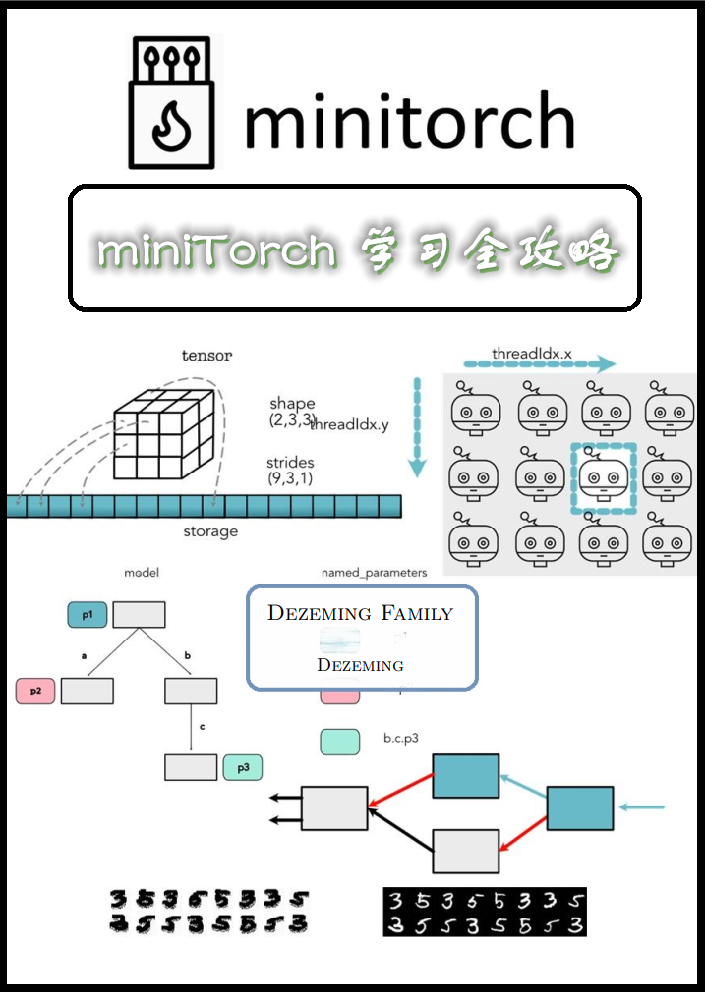 minitorch
miniTorch 学习全攻略
tensor
threadIdx.x
shape
(2,3,3)
threadIdx.y
strides
(9,3,1)
storage
model
named_parameters
p1
DEZEMING FAMILY
DEZEMING
a
b
p2
c
b.c.p3
p3
3 5 3 5 5 3 3 5
3 5 5 3 5 5 5 3
3 5 3 5 5 3 3 5
3 5 5 3 5 5 5 3